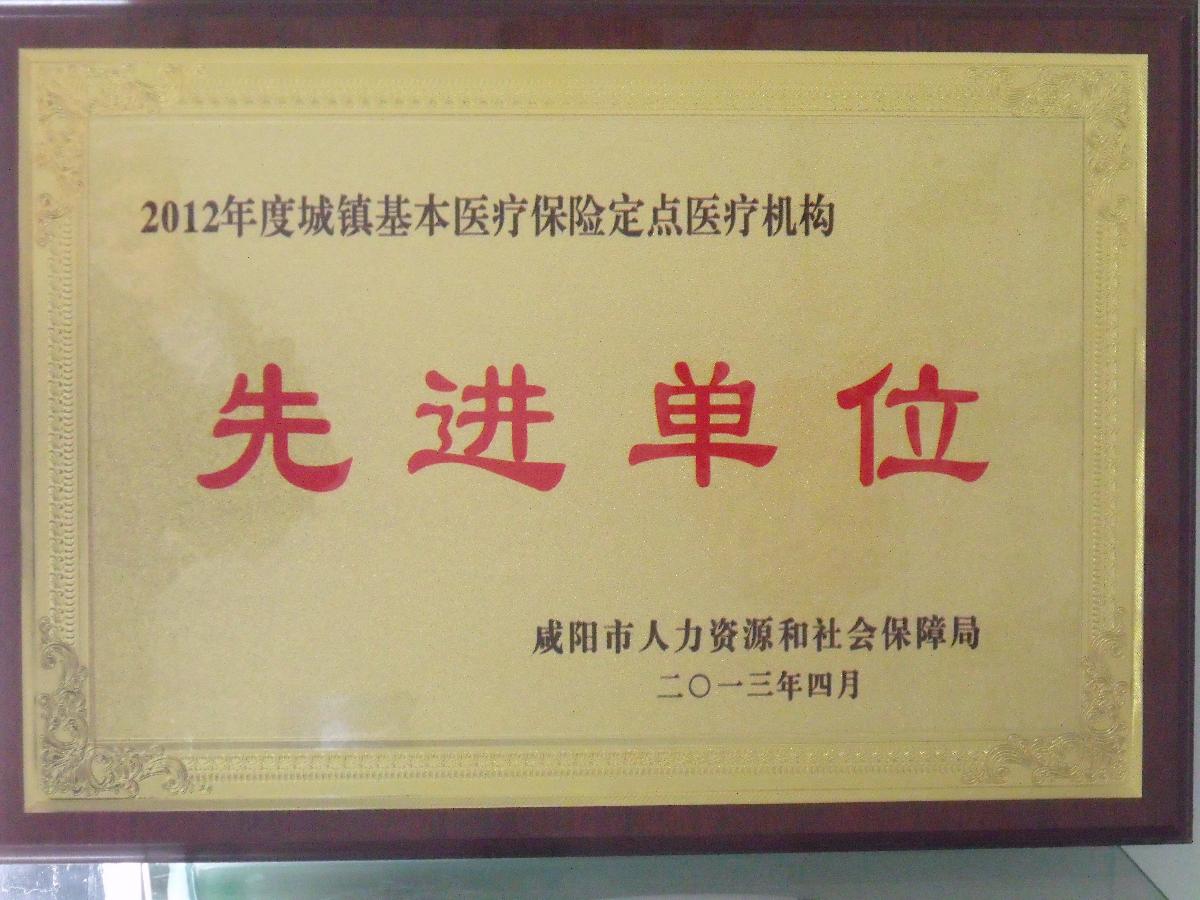 2012年度城镇基本医疗保险定点医疗机构
先进单位
咸阳市人力资源和社会保障局
二〇一三年四月